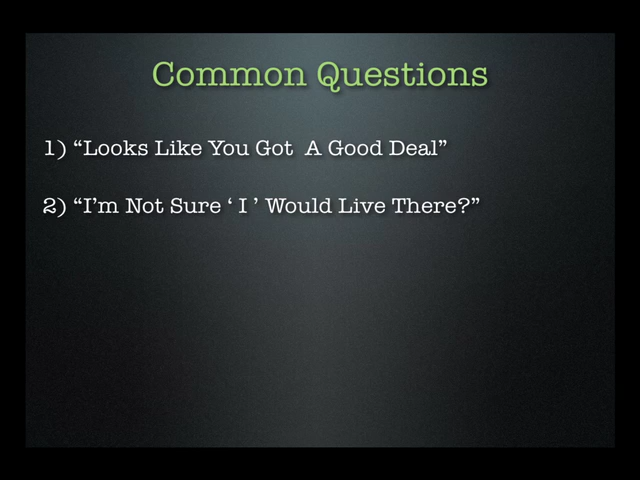 Common Questions
1) “Looks Like You Got  A Good Deal”
2) “I’m Not Sure ‘ I ’ Would Live There?”